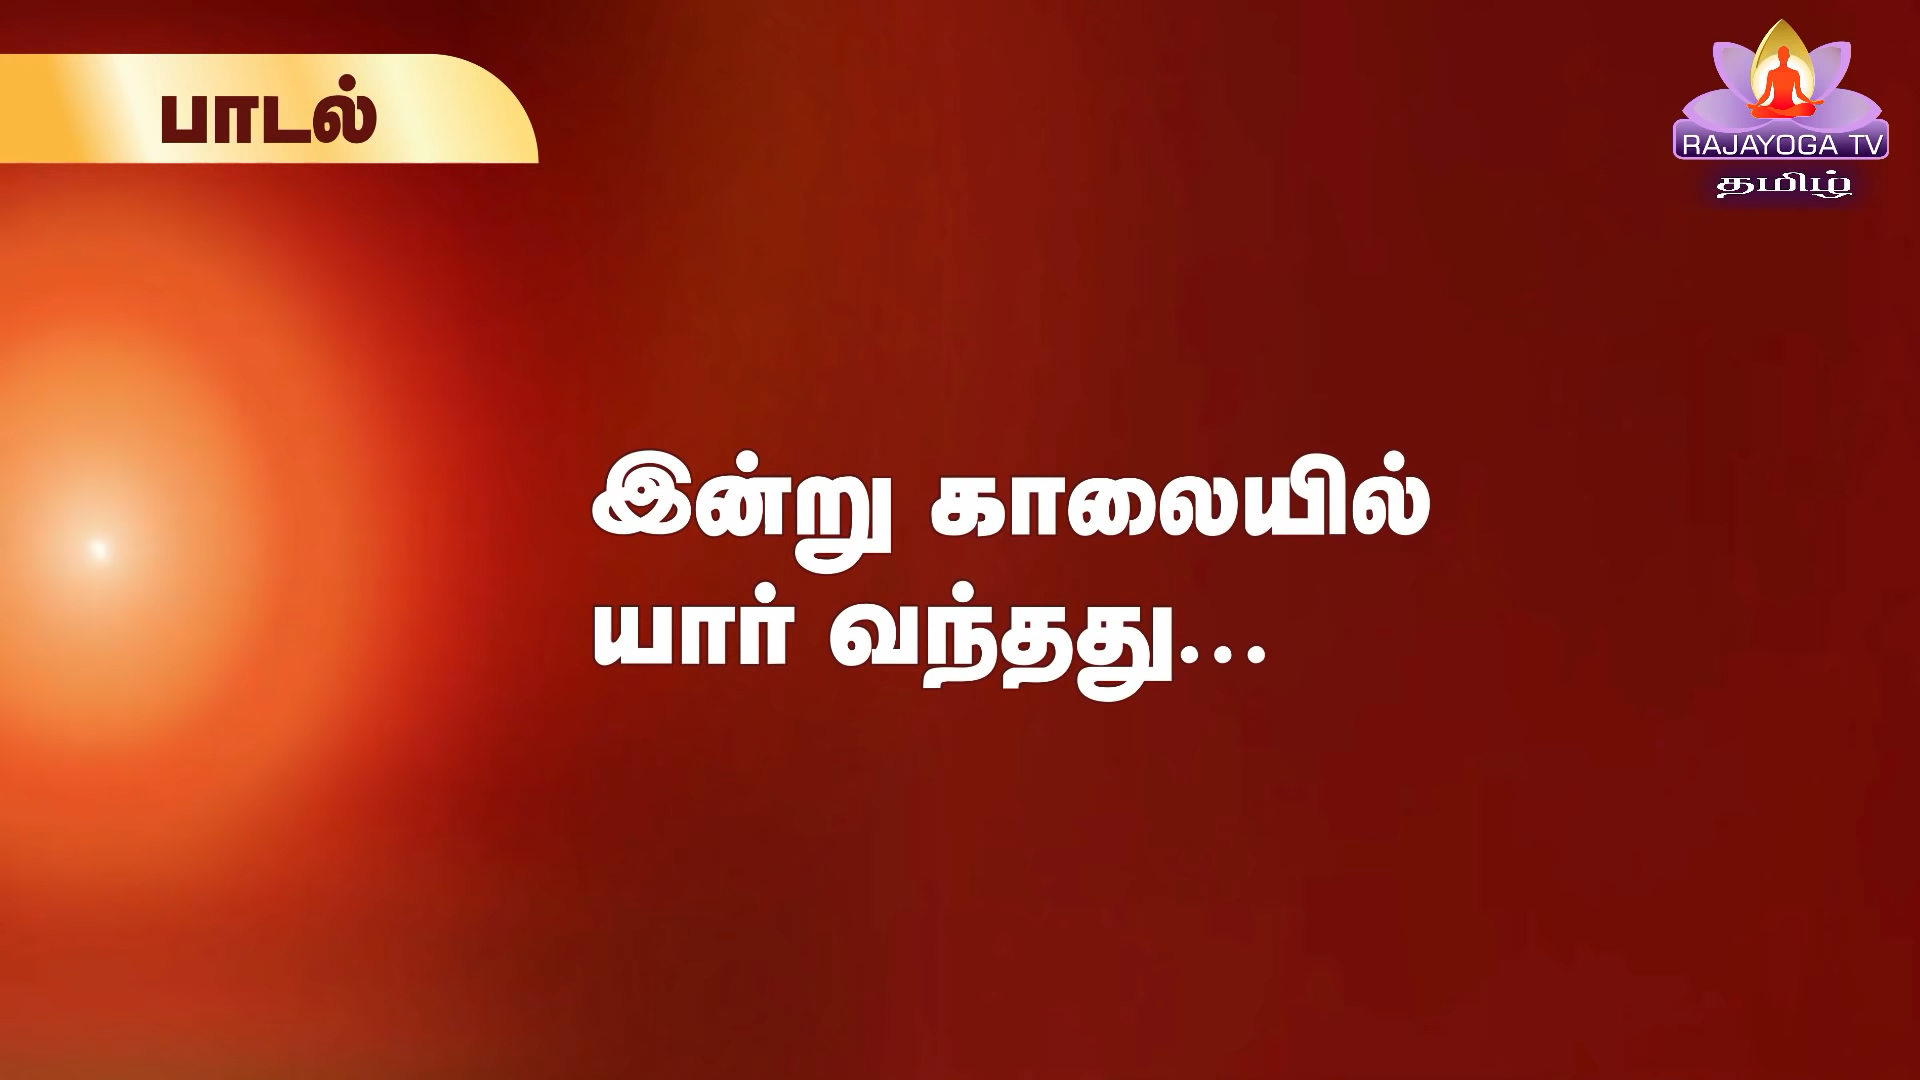 பாடல்
RAJAYOGA TV
தமிழ்
இன்று காலையில்
யார் வந்தது...